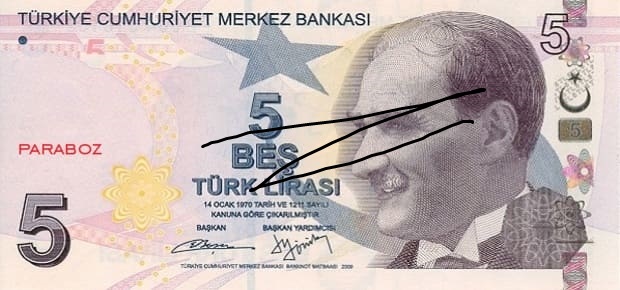 TÜRKİYE CUMHURİYET MERKEZ BANKASI
5
5
5
BEŞ
PARABOZ
TÜRK LİRASI
14 OCAK 1970 TARİH VE 1211 SAYILI
KANUNA GÖRE ÇIKARILMIŞTIR.
BAŞKAN BAŞKAN YARDIMCISI
5
TÜRKİYE CUMHURİYET MERKEZ BANKASI BANKNOT MATBAASI 2009